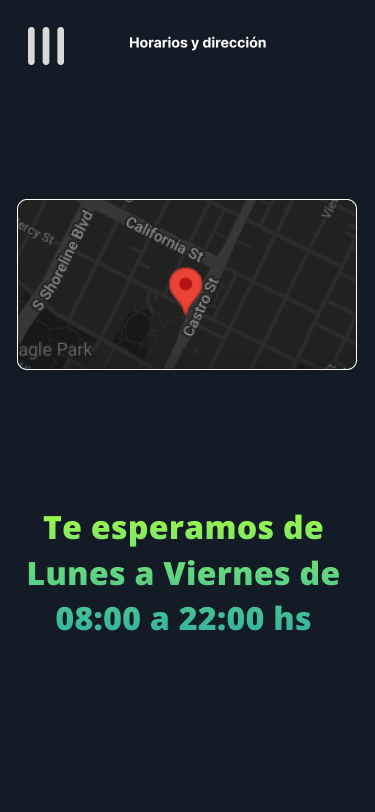 Horarios y dirección
Vie
ercy St
S Shoreline Blvd
California St
Castro St
agle Park
Te esperamos de
Lunes a Viernes de
08:00 a 22:00 hs